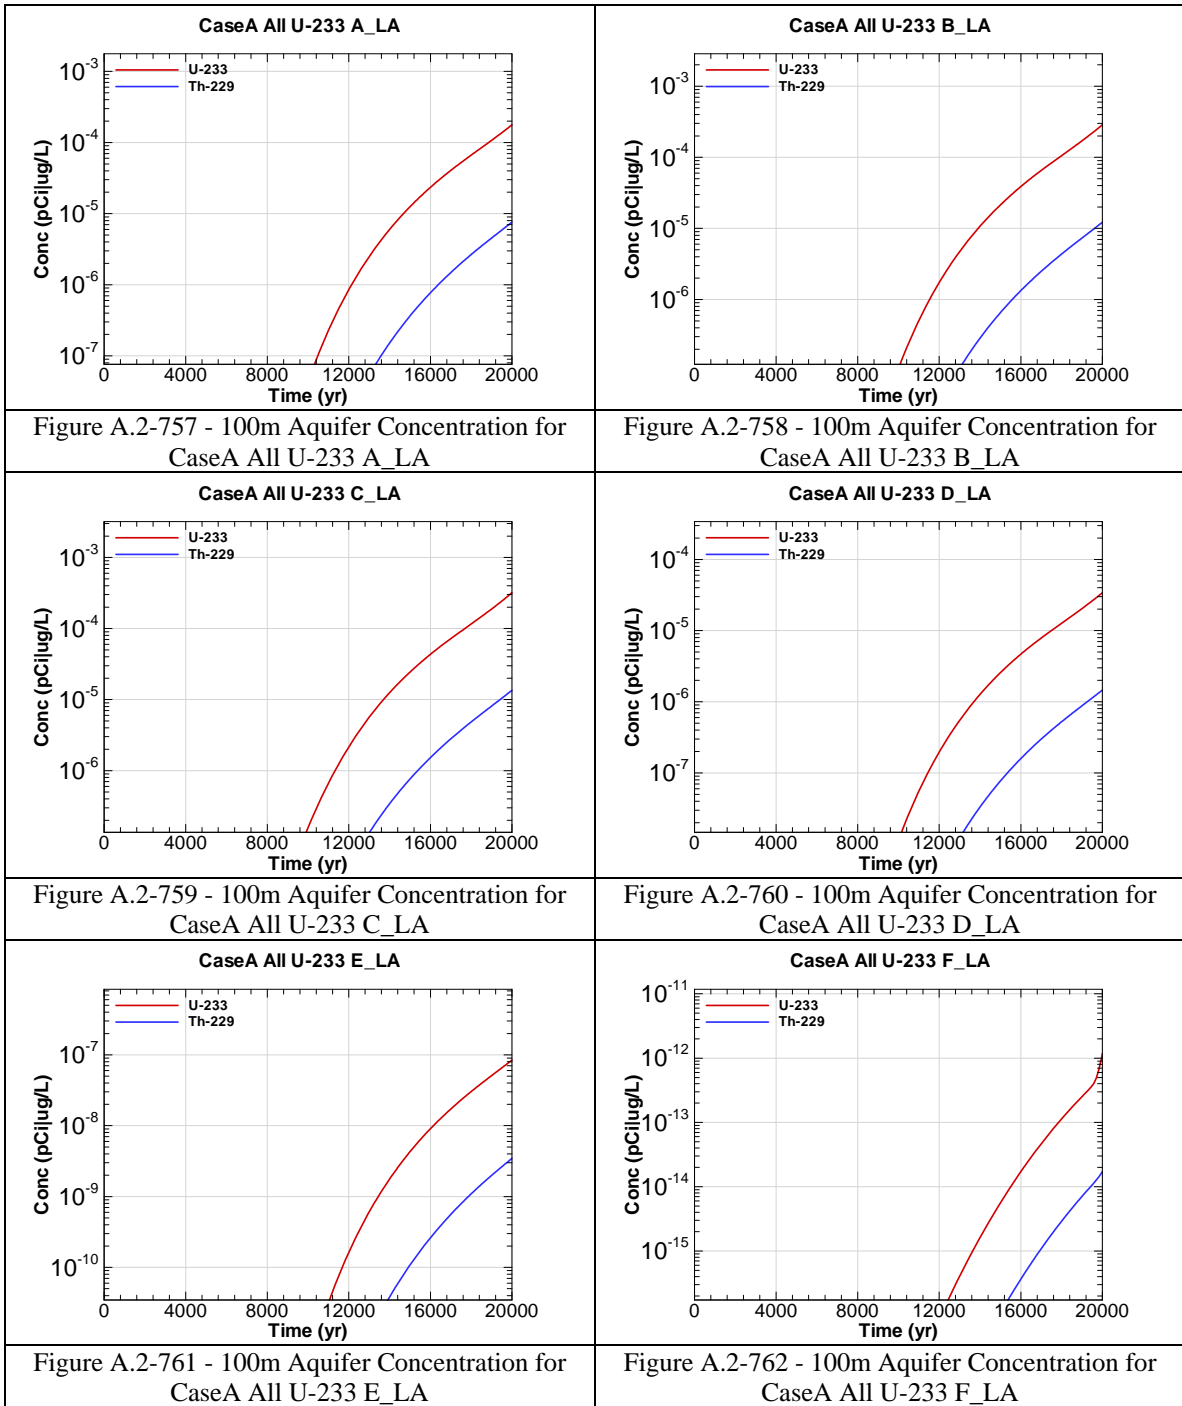 CaseA All U-233 A_LA
U-233
Th-229
Conc (pCi|ug/L)
10-3
10-4
10-5
10-6
10-7
0 4000 8000 12000 16000 20000
Time (yr)
Figure A.2-757 - 100m Aquifer Concentration for
CaseA All U-233 A_LA
CaseA All U-233 B_LA
U-233
Th-229
Conc (pCi|ug/L)
10-3
10-4
10-5
10-6
0 4000 8000 12000 16000 20000
Time (yr)
Figure A.2-758 - 100m Aquifer Concentration for
CaseA All U-233 B_LA
CaseA All U-233 C_LA
U-233
Th-229
Conc (pCi|ug/L)
10-3
10-4
10-5
10-6
0 4000 8000 12000 16000 20000
Time (yr)
Figure A.2-759 - 100m Aquifer Concentration for
CaseA All U-233 C_LA
CaseA All U-233 D_LA
U-233
Th-229
Conc (pCi|ug/L)
10-4
10-5
10-6
10-7
0 4000 8000 12000 16000 20000
Time (yr)
Figure A.2-760 - 100m Aquifer Concentration for
CaseA All U-233 D_LA
CaseA All U-233 E_LA
U-233
Th-229
Conc (pCi|ug/L)
10-7
10-8
10-9
10-10
0 4000 8000 12000 16000 20000
Time (yr)
Figure A.2-761 - 100m Aquifer Concentration for
CaseA All U-233 E_LA
CaseA All U-233 F_LA
U-233
Th-229
Conc (pCi|ug/L)
10-11
10-12
10-13
10-14
10-15
0 4000 8000 12000 16000 20000
Time (yr)
Figure A.2-762 - 100m Aquifer Concentration for
CaseA All U-233 F_LA